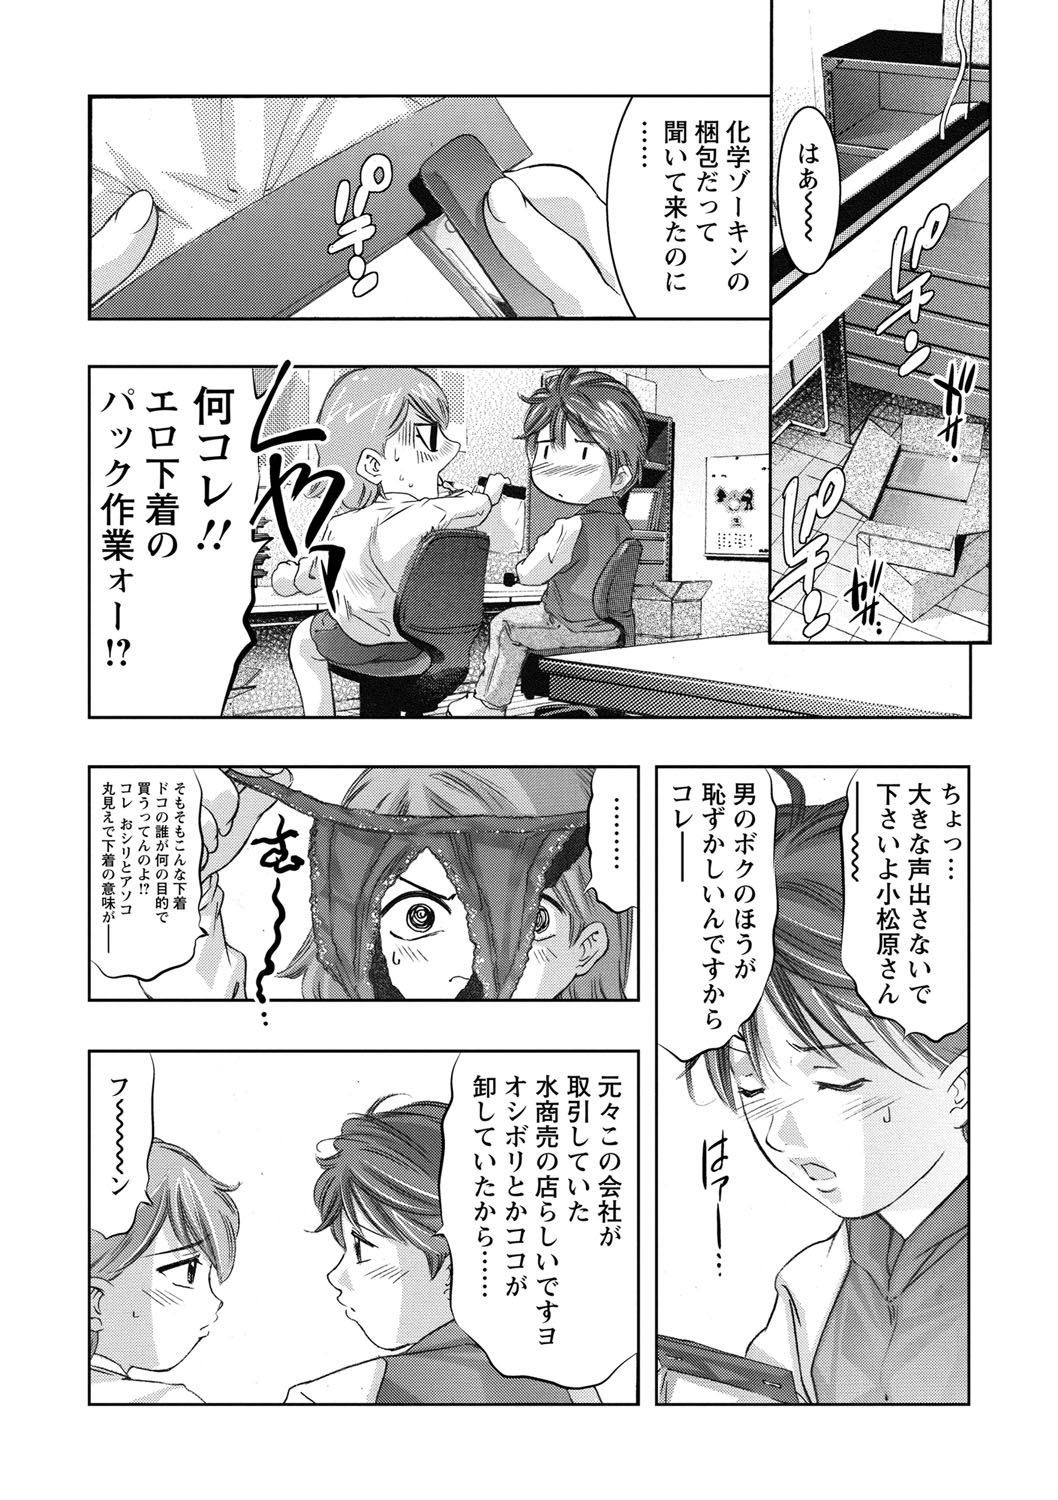 はあ～～～
パチ。
パチン。
ガサ．
ガサ…
化学ゾーキンの
梱包だって
聞いて来たのに
……
パチン。
何コレ!!
エロ下着の
パック作業ォー!?
ちょっ…
大きな声出さないで
下さいよ小松原さん
――
男のボクのほうが
恥ずかしいんですから
コレ――
はァ…
………
む～…
そもそもこんな下着
ドコの誰が何の目的で
買うってんのよ!?
コレ おシリとアソコ
丸見えで下着の意味が――
元々この会社が
取引していた
水商売の店らしいですヨ
オシボリとかココが
卸していたから……
フ～～～ン